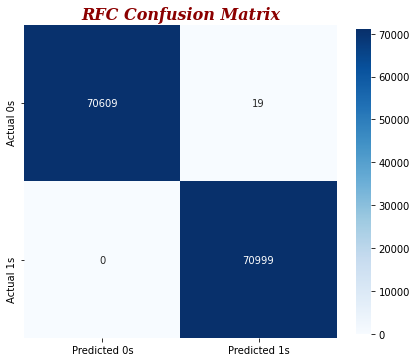 RFC Confusion Matrix
70609
19
0
70999
Actual 0s
Actual 1s
Predicted 0s
Predicted 1s
70000
60000
50000
40000
30000
20000
10000
0